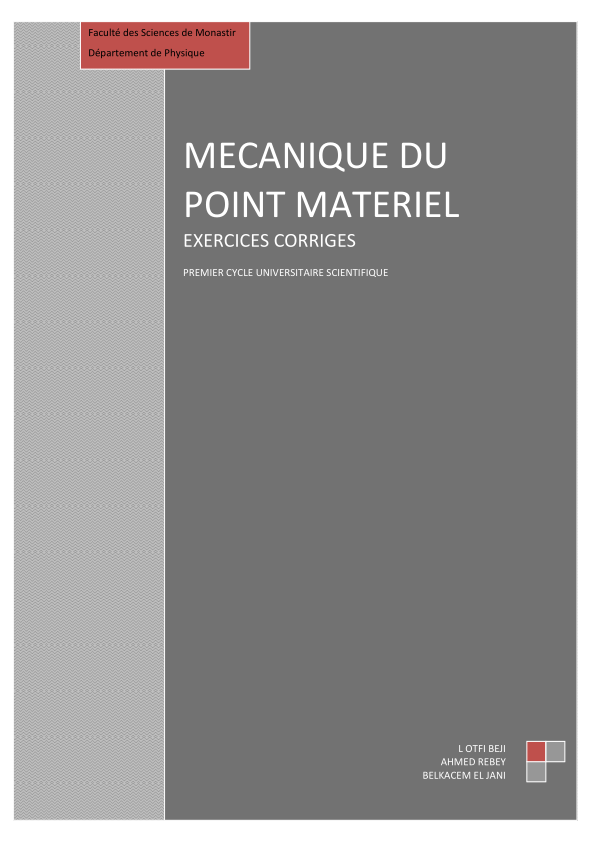 Faculté des Sciences de Monastir
Département de Physique
MECANIQUE DU
POINT MATERIEL
EXERCICES CORRIGES
PREMIER CYCLE UNIVERSITAIRE SCIENTIFIQUE
L OTFI BEJI
AHMED REBEY
BELKACEM EL JANI